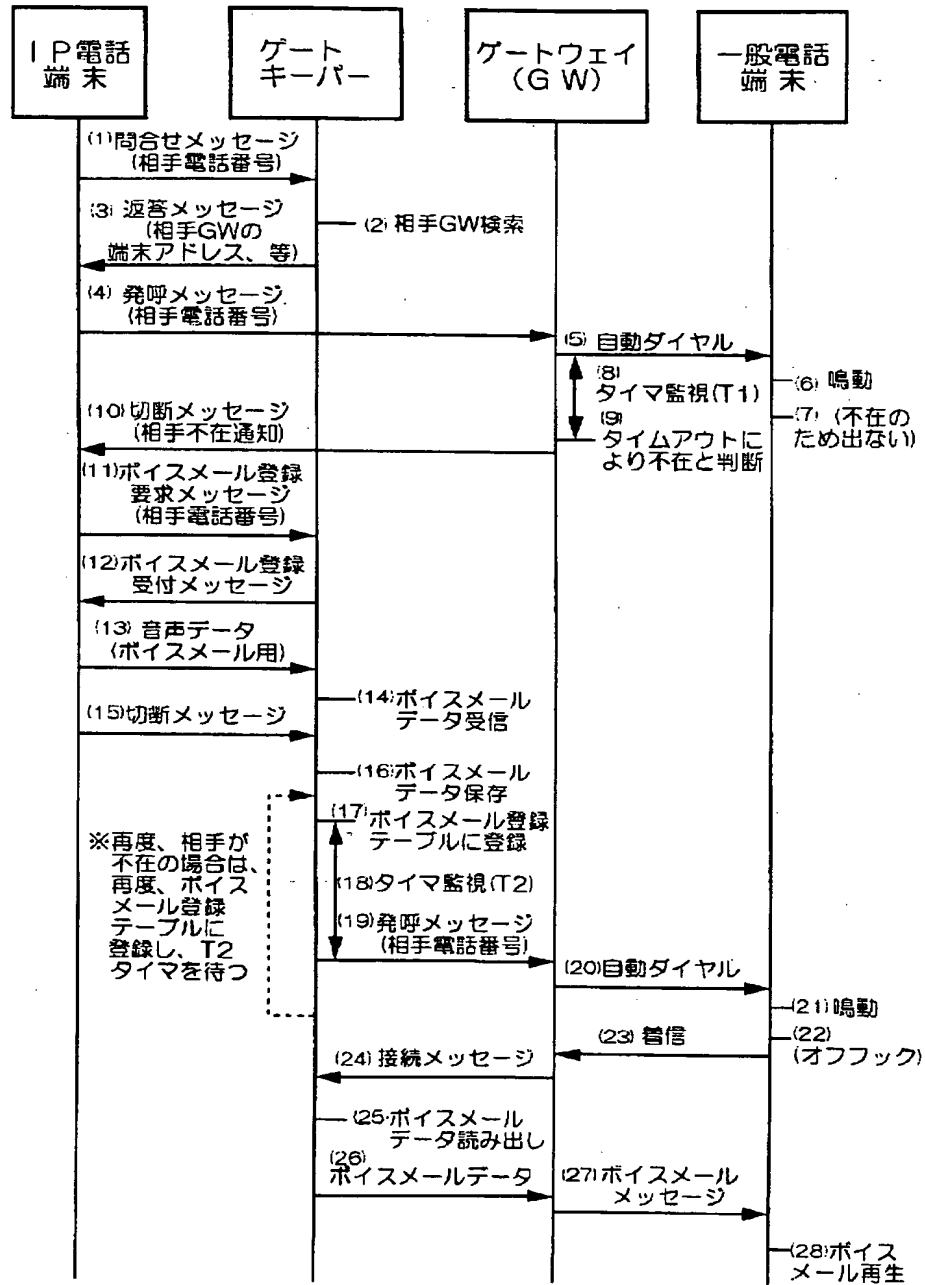 IP電話
端末
ゲート
キーパー
ゲートウェイ
(GW)
一般電話
端末
(1)問合せメッセージ
(相手電話番号)
(3) 返答メッセージ
(相手GWの
端末アドレス、等)
(2) 相手GW検索
(4) 発呼メッセージ
(相手電話番号)
(5) 自動ダイヤル
(8)
タイマ監視(T1)
(6) 鳴動
(7) (不在の
ため出ない)
(9)
タイムアウトに
より不在と判断
(10)切断メッセージ
(相手不在通知)
(11)ボイスメール登録
要求メッセージ
(相手電話番号)
(12)ボイスメール登録
受付メッセージ
(13) 音声データ
(ボイスメール用)
(14)ボイスメール
データ受信
(15)切断メッセージ
(16)ボイスメール
データ保存
(17)
ボイスメール登録
テーブルに登録
※再度、相手が
不在の場合は、
再度、ボイス
メール登録
テーブルに
登録し、T2
タイマを待つ
(18)タイマ監視(T2)
(19)発呼メッセージ
(相手電話番号)
(20)自動ダイヤル
(21)鳴動
(22)
(オフフック)
(23) 着信
(24) 接続メッセージ
(25)ボイスメール
データ読み出し
(26)
ボイスメールデータ
(27)ボイスメール
メッセージ
(28)ボイス
メール再生